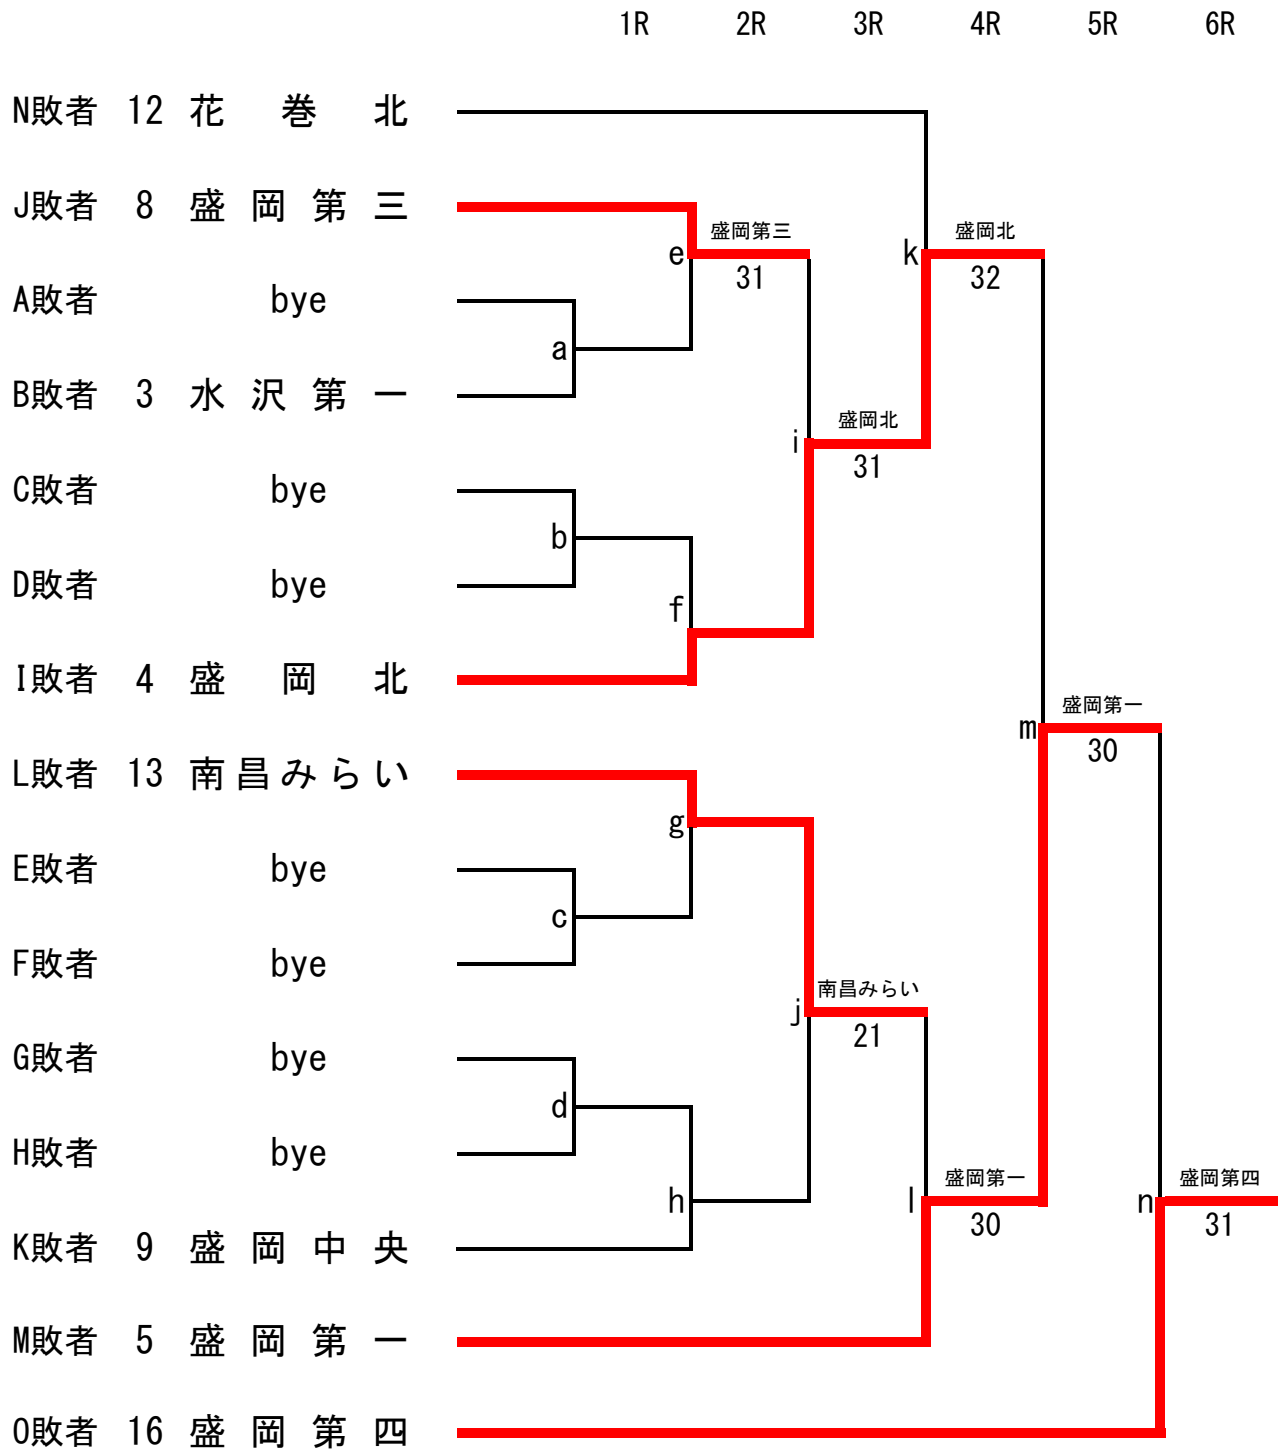 1R 2R 3R 4R 5R 6R
N敗者 12 花巻北
J敗者 8 盛岡第三
盛岡第三 盛岡北
e k
31 32
A敗者 bye
a
B敗者 3 水沢第一
盛岡北
i
31
C敗者 bye
b
D敗者 bye
f
I敗者 4 盛岡北
盛岡第一
m
30
L敗者 13 南昌みらい
g
E敗者 bye
c
F敗者 bye
南昌みらい
j
21
G敗者 bye
d
H敗者 bye
盛岡第一 盛岡第四
h l n
30 31
K敗者 9 盛岡中央
M敗者 5 盛岡第一
O敗者 16 盛岡第四